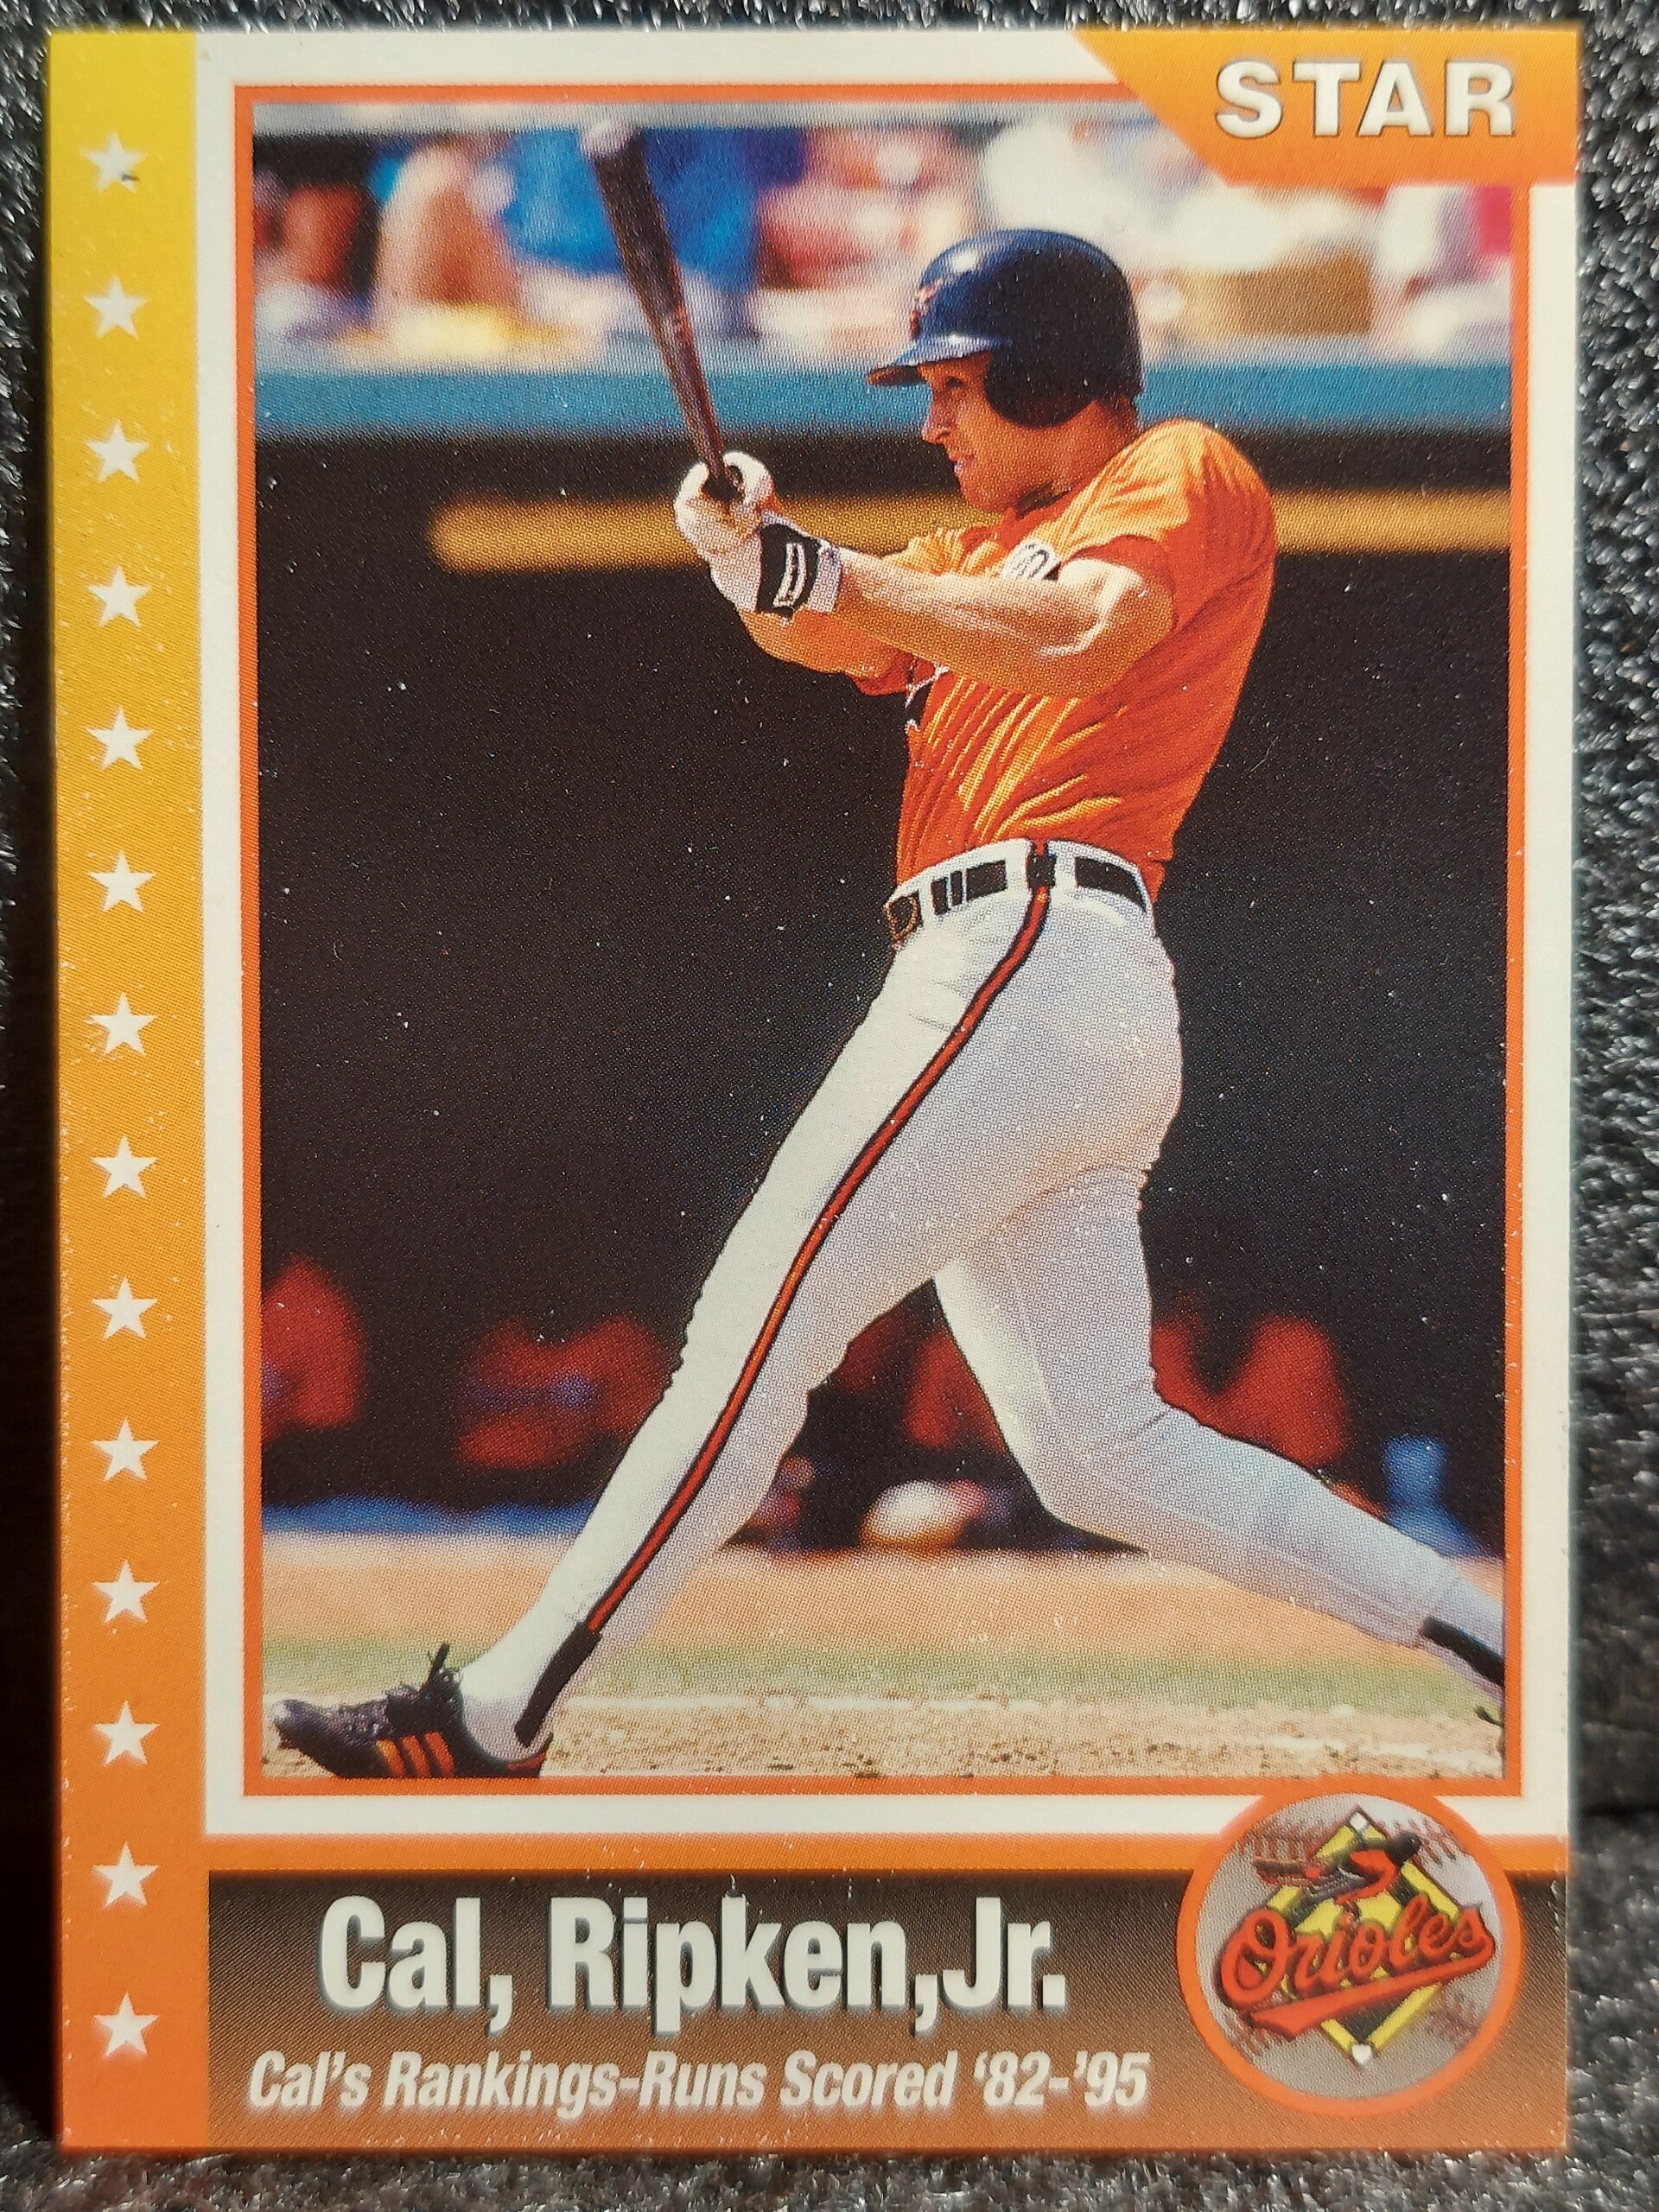 STAR
Cal, Ripken,Jr.
Orioles
Cal's Rankings-Runs Scored '82-'95